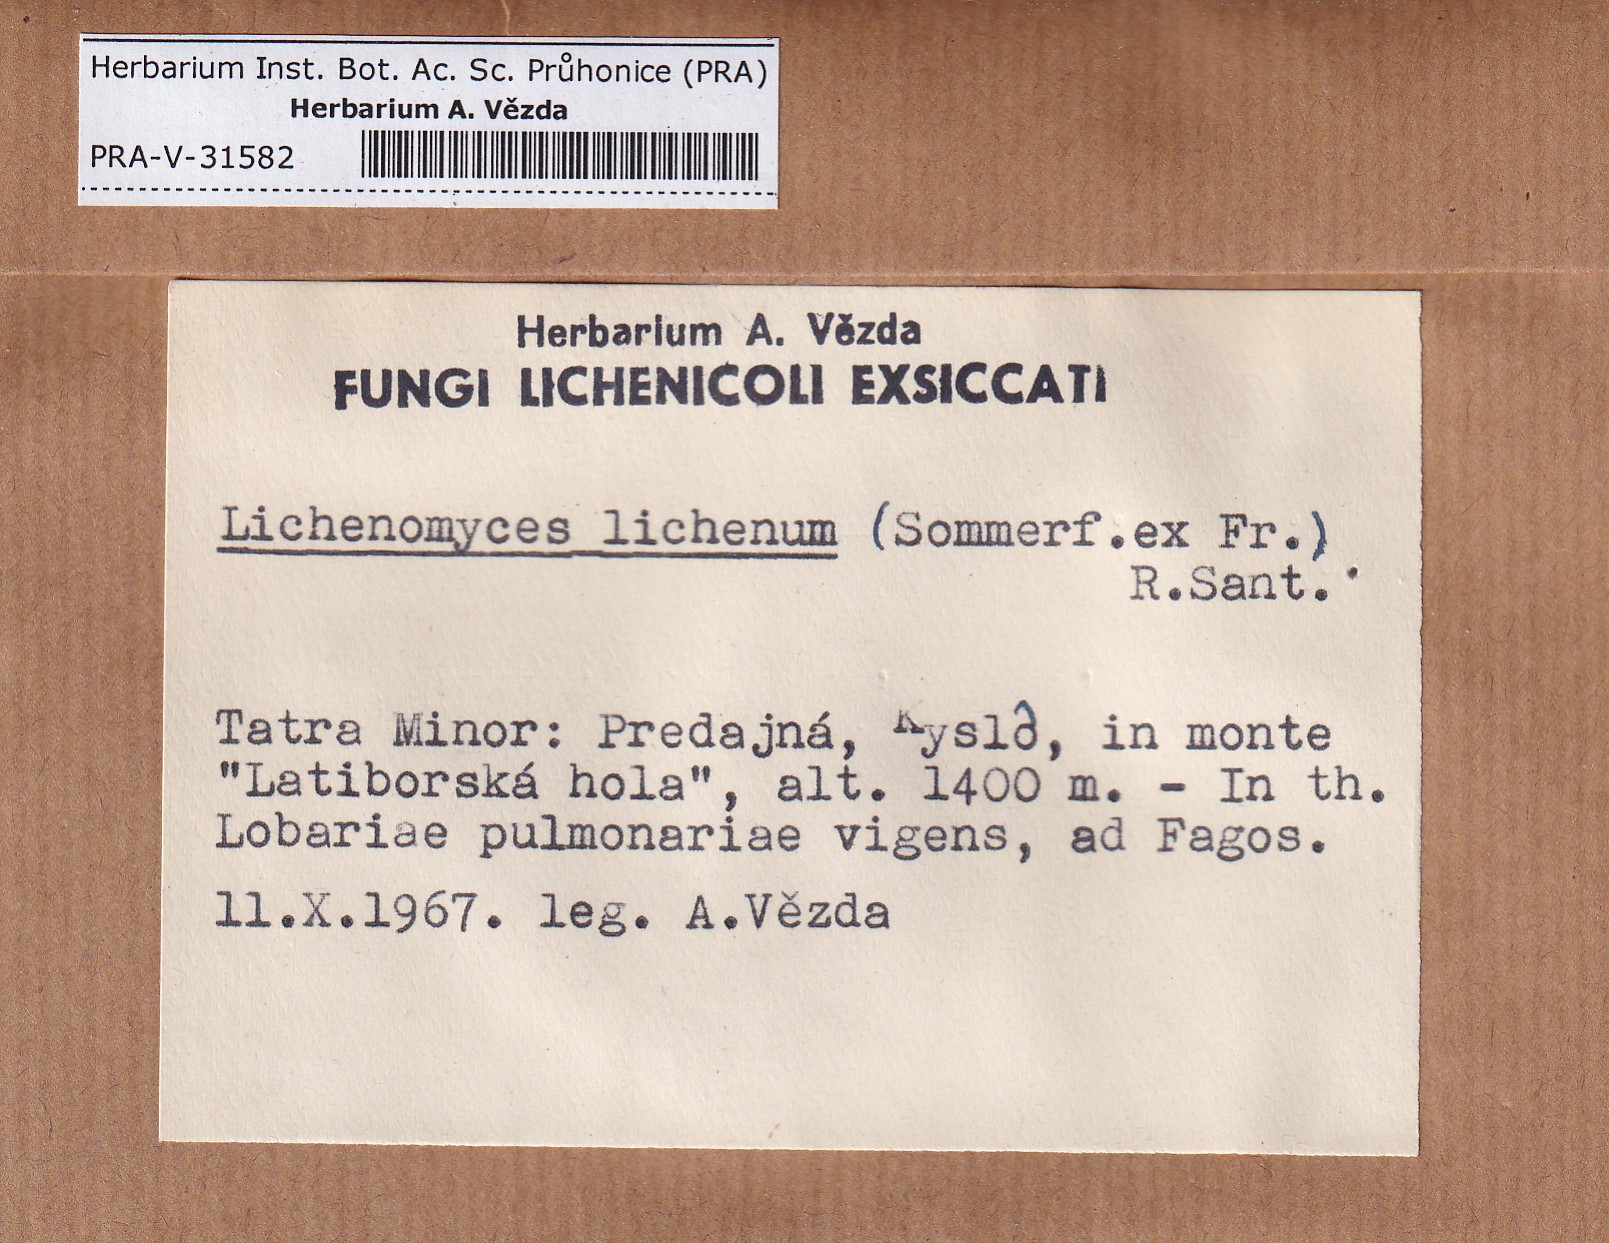 Herbarium Inst. Bot. Ac. Sc. Průhonice (PRA)
Herbarium A. Vězda
PRA-V-31582
Herbarium A. Vězda
FUNGI LICHENICOLI EXSICCATI
Lichenomyces lichenum (Sommerf.ex Fr.)
R.Sant.
Tatra Minor: Predajná, in monte
"Latiborská hola", alt. 1400 m. - In th.
Lobariae pulmonariae vigens, ad Fagos.
11.X.1967. leg. A.Vězda